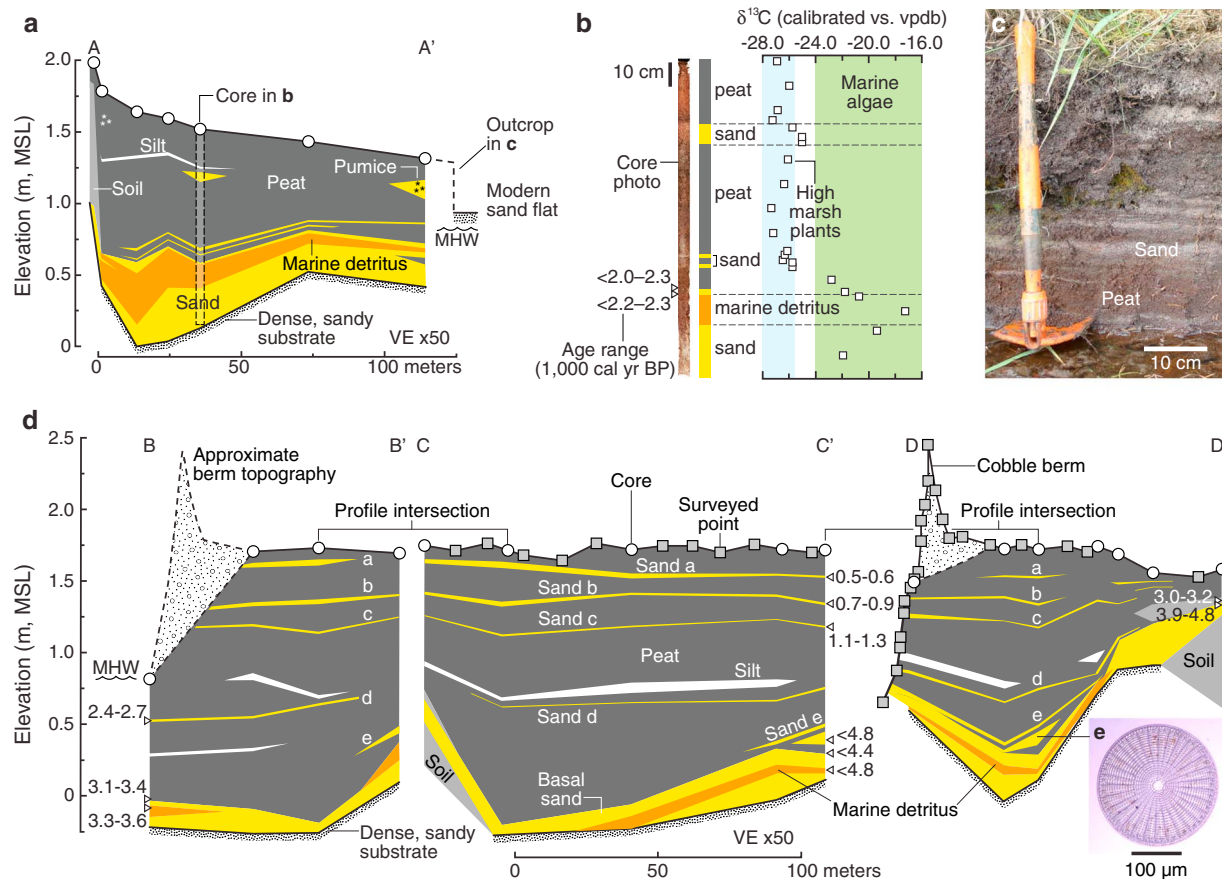 a
A
A'
2.0
1.5
1.0
0.5
0
Elevation (m, MSL)
Core in b
Outcrop
in c
Silt
Pumice
Soil
Peat
Modern
sand flat
MHW
Marine detritus
Sand
Dense, sandy
substrate
VE x50
0
50
100 meters
b
δ13C (calibrated vs. vpdb)
-28.0
-24.0
-20.0
-16.0
10 cm
peat
Marine
algae
sand
Core
photo
peat
High
marsh
plants
sand
<2.0–2.3
<2.2–2.3
marine detritus
sand
Age range
(1,000 cal yr BP)
c
Sand
Peat
10 cm
d
2.5
2.0
1.5
1.0
0.5
0
Elevation (m, MSL)
B
B'
C
C'
D
D
Approximate
berm topography
Profile intersection
Core
Surveyed
point
Cobble berm
Profile intersection
a
b
c
d
e
MHW
2.4-2.7
3.1-3.4
3.3-3.6
Dense, sandy
substrate
Sand a
Sand b
Sand c
Peat
Silt
Sand d
Sand e
Soil
Basal
sand
0.5-0.6
0.7-0.9
1.1-1.3
<4.8
<4.4
<4.8
Marine detritus
VE x50
0
50
100 meters
a
b
c
d
e
3.0-3.2
3.9-4.8
Soil
e
100 µm